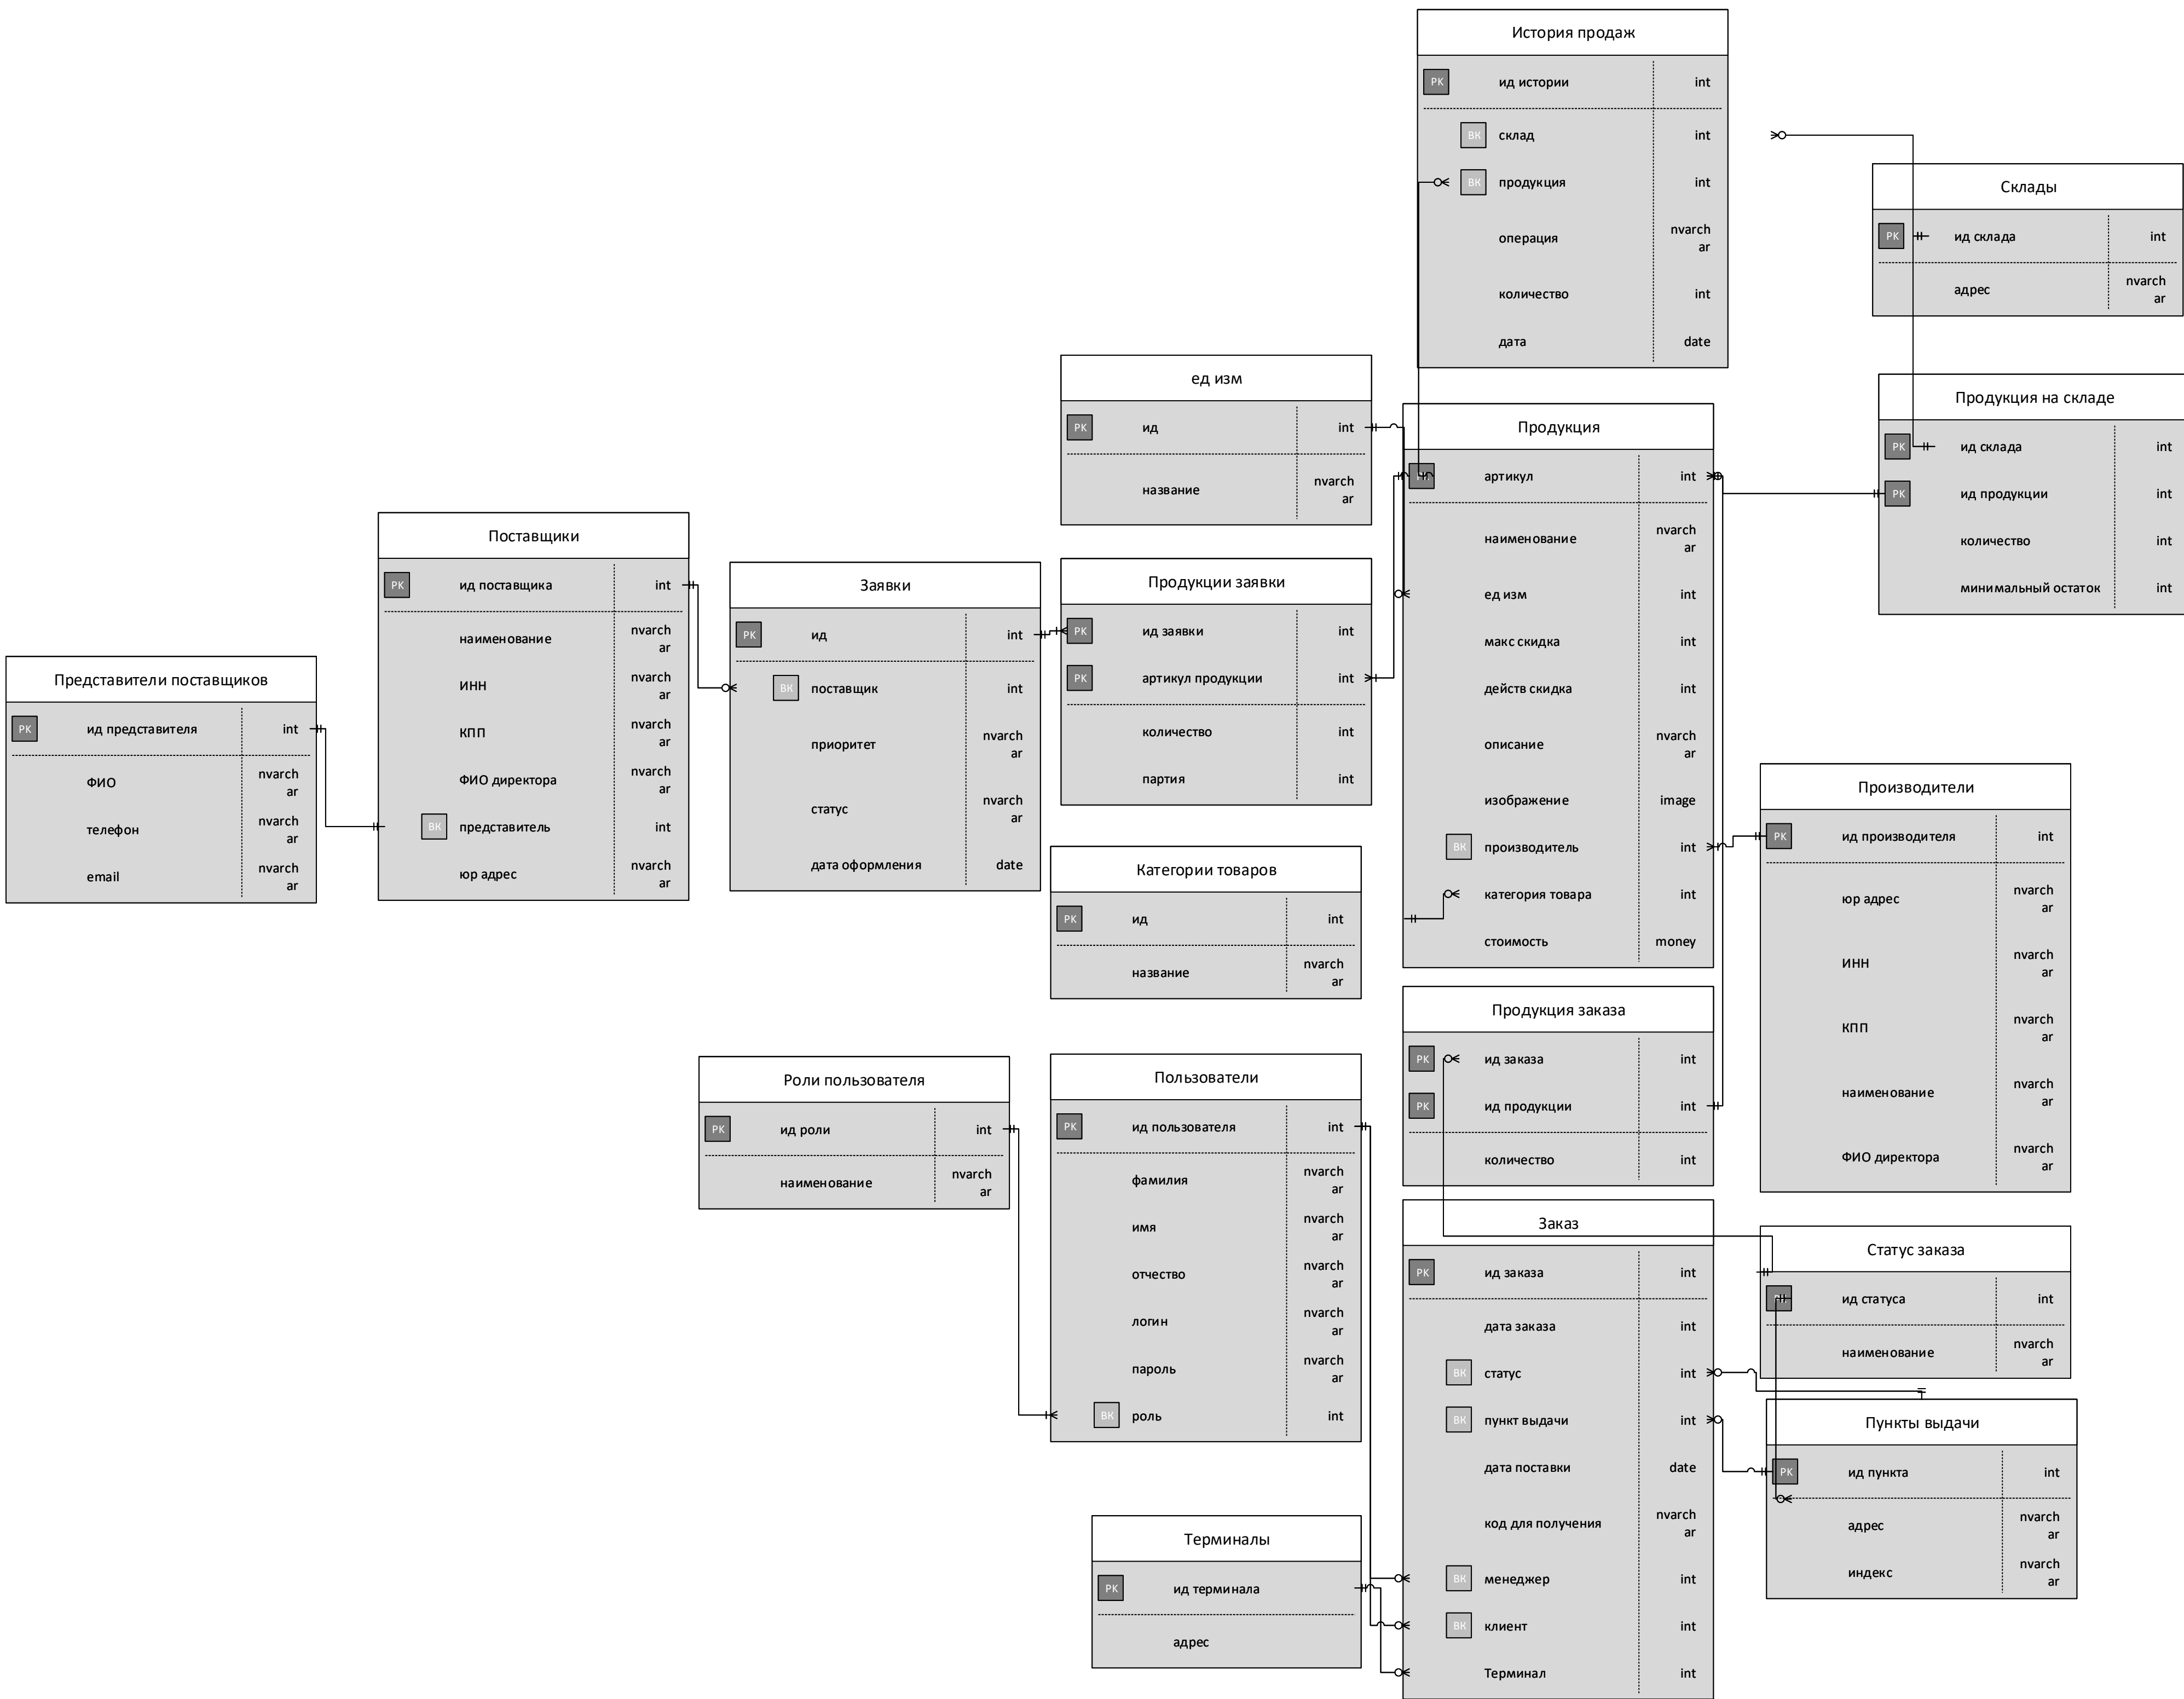 История продаж
PK ид истории int
ВК склад int
ВК продукция int
операция nvarch
ar
количество int
дата date
Склады
PK ид склада int
адрес nvarch
ar
ед изм
PK ид int
название nvarch
ar
Продукция
артикул int
наименование nvarch
ar
ед изм int
макс скидка int
действ скидка int
описание nvarch
ar
изображение image
ВК производитель int
категория товара int
стоимость money
Продукция на складе
PK ид склада int
PK ид продукции int
количество int
минимальный остаток int
Поставщики
PK ид поставщика int
наименование nvarch
ar
ИНН nvarch
ar
КПП nvarch
ar
ФИО директора nvarch
ar
ВК представитель int
юр адрес nvarch
ar
Заявки
PK ид int
ВК поставщик int
приоритет nvarch
ar
статус nvarch
ar
дата оформления date
Продукции заявки
PK ид заявки int
PK артикул продукции int
количество int
партия int
Представители поставщиков
PK ид представителя int
ФИО nvarch
ar
телефон nvarch
ar
email nvarch
ar
Производители
PK ид производителя int
юр адрес nvarch
ar
ИНН nvarch
ar
КПП nvarch
ar
наименование nvarch
ar
ФИО директора nvarch
ar
Категории товаров
PK ид int
название nvarch
ar
Продукция заказа
PK ид заказа int
PK ид продукции int
количество int
Роли пользователя
PK ид роли int
наименование nvarch
ar
Пользователи
PK ид пользователя int
фамилия nvarch
ar
имя nvarch
ar
отчество nvarch
ar
логин nvarch
ar
пароль nvarch
ar
ВК роль int
Заказ
PK ид заказа int
дата заказа int
ВК статус int
ВК пункт выдачи int
дата поставки date
код для получения nvarch
ar
ВК менеджер int
ВК клиент int
Терминал int
Статус заказа
ид статуса int
наименование nvarch
ar
Пункты выдачи
PK ид пункта int
адрес nvarch
ar
индекс nvarch
ar
Терминалы
PK ид терминала
адрес